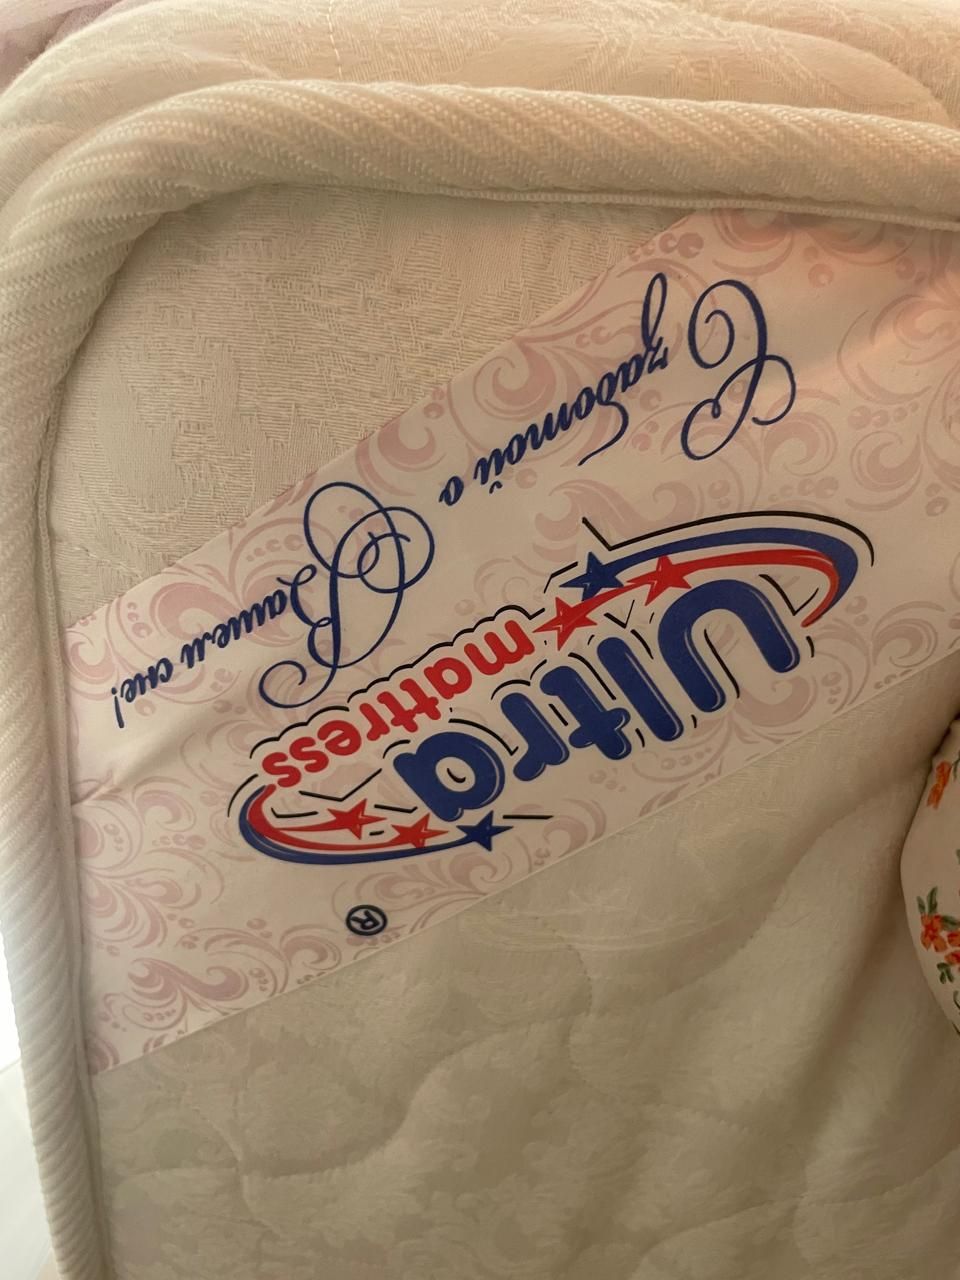 С заботой о Вашем сне!
Ultra
mattress
®